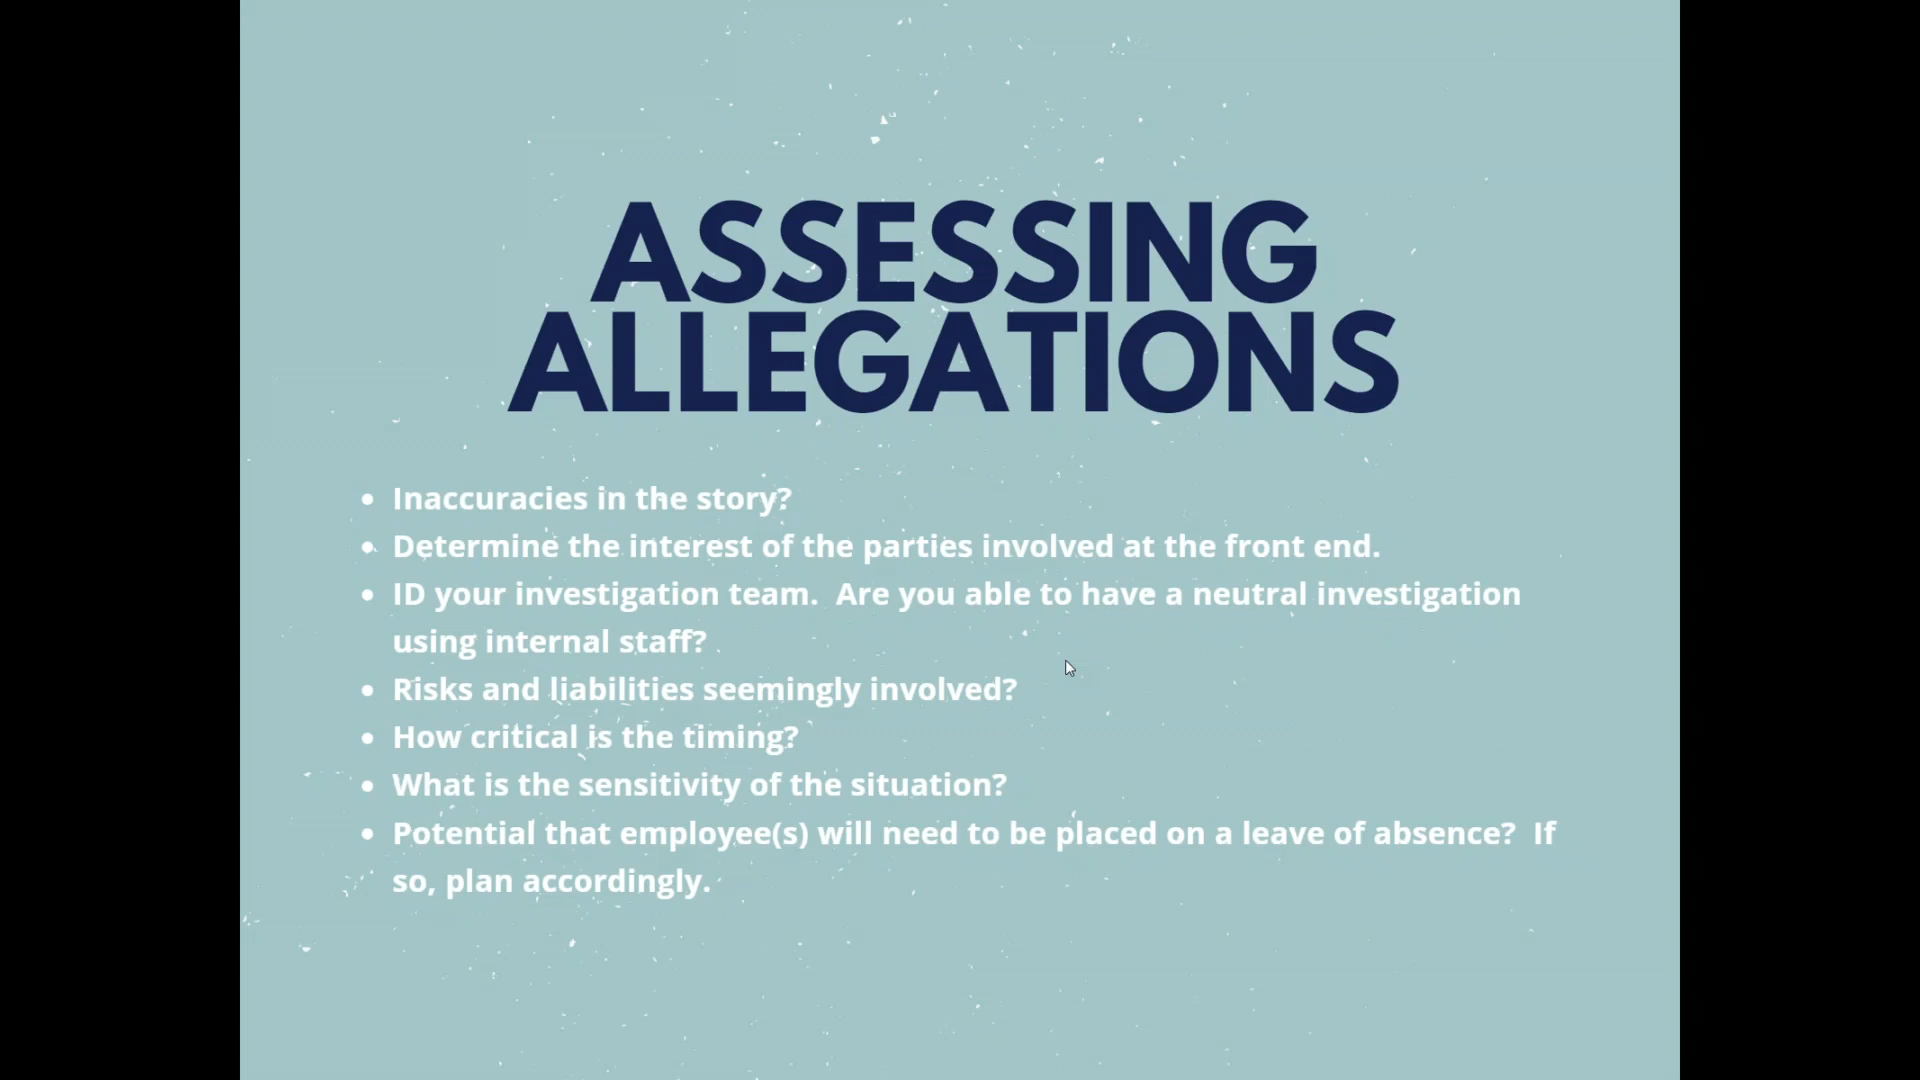 ASSESSING
ALLEGATIONS
• Inaccuracies in the story?
• Determine the interest of the parties involved at the front end.
• ID your investigation team.  Are you able to have a neutral investigation
using internal staff?
• Risks and liabilities seemingly involved?
• How critical is the timing?
• What is the sensitivity of the situation?
• Potential that employee(s) will need to be placed on a leave of absence?  If
so, plan accordingly.